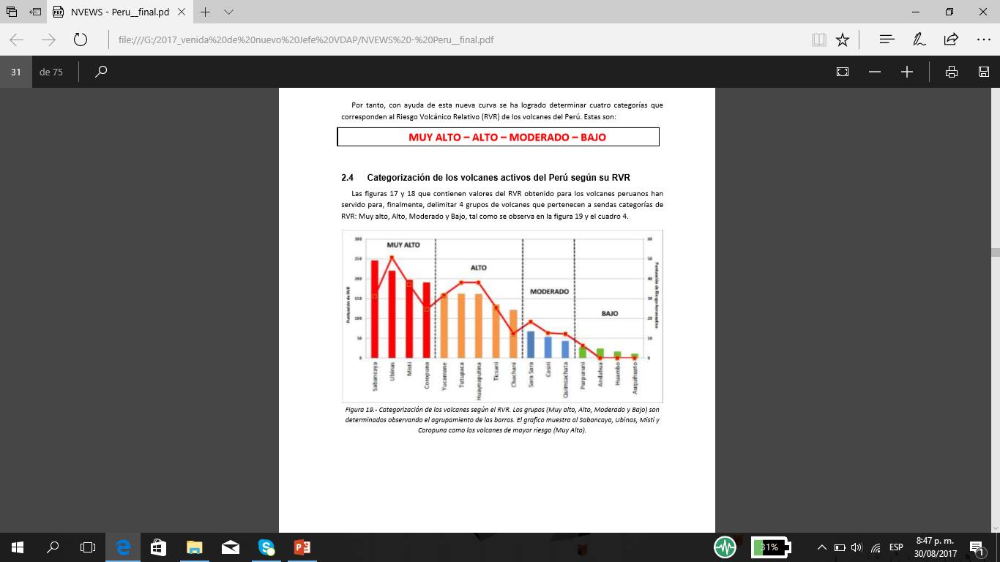 NVEWS - Peru__final.pd
file:///G:/2017_venida%20de%20nuevo%20Jefe%20VDAP/NVEWS%20-%20Peru__final.pdf
31 de 75
Por tanto, con ayuda de esta nueva curva se ha logrado determinar cuatro categorías que
corresponden al Riesgo Volcánico Relativo (RVR) de los volcanes del Perú. Estas son:
MUY ALTO – ALTO – MODERADO – BAJO
2.4 Categorización de los volcanes activos del Perú según su RVR
Las figuras 17 y 18 que contienen valores del RVR obtenido para los volcanes peruanos han
servido para, finalmente, delimitar 4 grupos de volcanes que pertenecen a sendas categorías de
RVR: Muy alto, Alto, Moderado y Bajo, tal como se observa en la figura 19 y el cuadro 4.
MUY ALTO
ALTO
MODERADO
BAJO
Puntuación de RVR
300
250
200
150
100
50
0
60
50
40
30
20
10
0
Puntuación de Riesgo Aeronáutico
Sabancaya
Ubinas
Misti
Coropuna
Yucamane
Tutupaca
Huaynaputina
Ticsani
Chachani
Sara Sara
Casiri
Quimsachata
Purpuruni
Andahua
Huambo
Auquihuato
Figura 19.- Categorización de los volcanes según el RVR. Los grupos (Muy alto, Alto, Moderado y Bajo) son
determinados observando el agrupamiento de las barras. El grafico muestra al Sabancaya, Ubinas, Misti y
Coropuna como los volcanes de mayor riesgo (Muy Alto).
31%
ESP
8:47 p. m.
30/08/2017
1